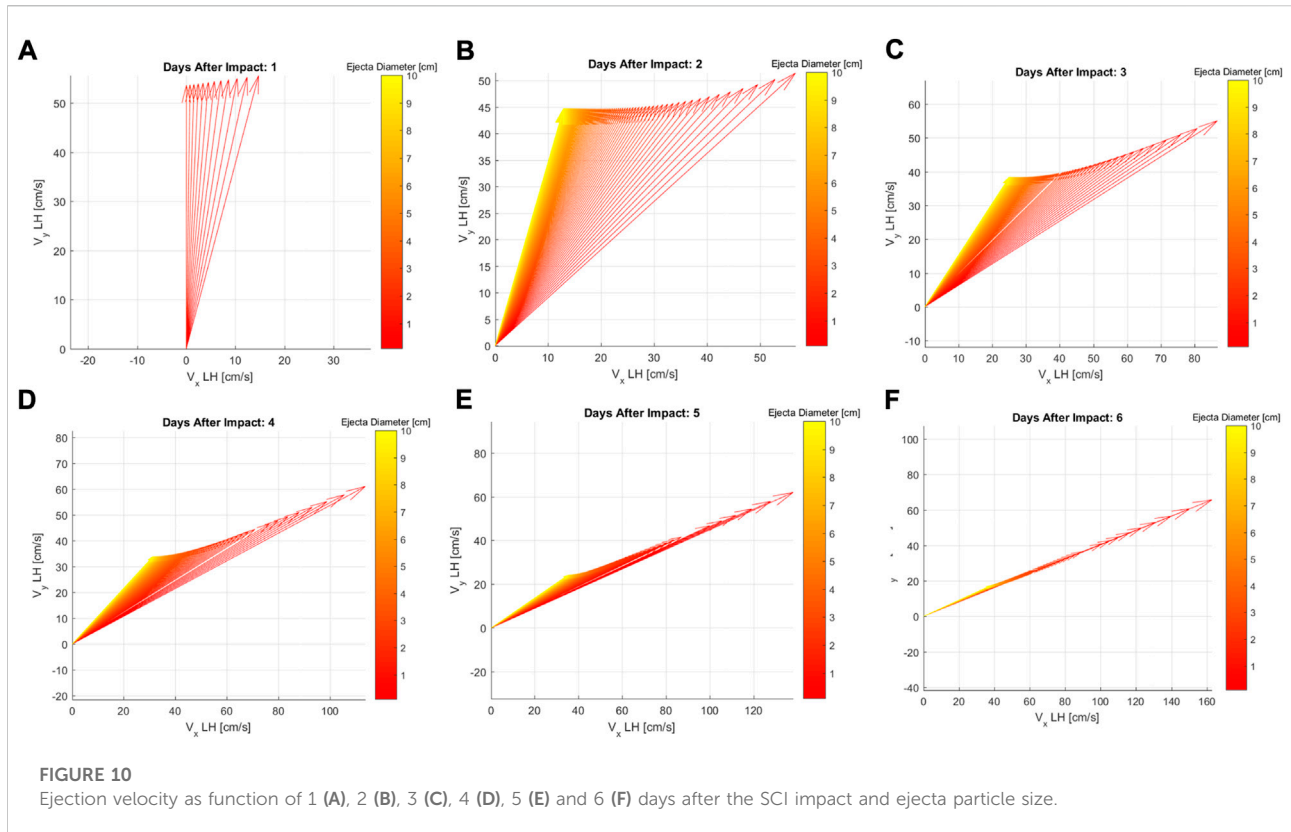 A
Days After Impact: 1
Ejecta Diameter [cm]
10
9
8
7
6
5
4
3
2
1
50
40
30
20
10
0
V_y LH [cm/s]
-20 -10 0 10 20 30
V_x LH [cm/s]
B
Days After Impact: 2
Ejecta Diameter [cm]
10
9
8
7
6
5
4
3
2
1
50
45
40
35
30
25
20
15
10
5
0
V_y LH [cm/s]
0 10 20 30 40 50
V_x LH [cm/s]
C
Days After Impact: 3
Ejecta Diameter [cm]
10
9
8
7
6
5
4
3
2
1
60
50
40
30
20
10
0
-10
V_y LH [cm/s]
0 10 20 30 40 50 60 70 80
V_x LH [cm/s]
D
Days After Impact: 4
Ejecta Diameter [cm]
10
9
8
7
6
5
4
3
2
1
80
70
60
50
40
30
20
10
0
-10
-20
V_y LH [cm/s]
0 20 40 60 80 100
V_x LH [cm/s]
E
Days After Impact: 5
Ejecta Diameter [cm]
10
9
8
7
6
5
4
3
2
1
80
60
40
20
0
-20
V_y LH [cm/s]
0 20 40 60 80 100 120
V_x LH [cm/s]
F
Days After Impact: 6
Ejecta Diameter [cm]
10
9
8
7
6
5
4
3
2
1
100
80
60
40
20
0
-20
-40
y
0 20 40 60 80 100 120 140 160
V_x LH [cm/s]
FIGURE 10
Ejection velocity as function of 1 (A), 2 (B), 3 (C), 4 (D), 5 (E) and 6 (F) days after the SCI impact and ejecta particle size.